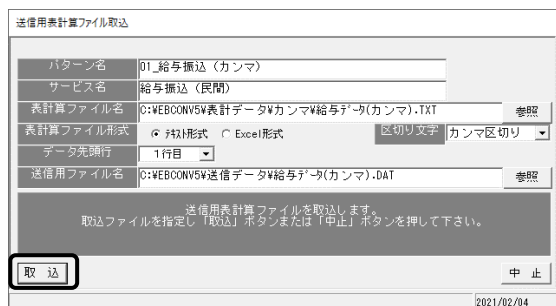 送信用表計算ファイル取込
パターン名 01_給与振込（カンマ）
サービス名 給与振込（民間）
表計算ファイル名 C:¥EBCONV5¥表計算データ¥カンマ¥給与ﾃﾞｰﾀ(カンマ).TXT 参照
表計算ファイル形式 ﾃｷｽﾄ形式 Excel形式 区切り文字 カンマ区切り
データ先頭行 1行目
送信用ファイル名 C:¥EBCONV5¥送信データ¥給与ﾃﾞｰﾀ(カンマ).DAT 参照
送信用表計算ファイルを取込します。
取込ファイルを指定し「取込」ボタンまたは「中止」ボタンを押して下さい。
取 込 中 止
2021/02/04